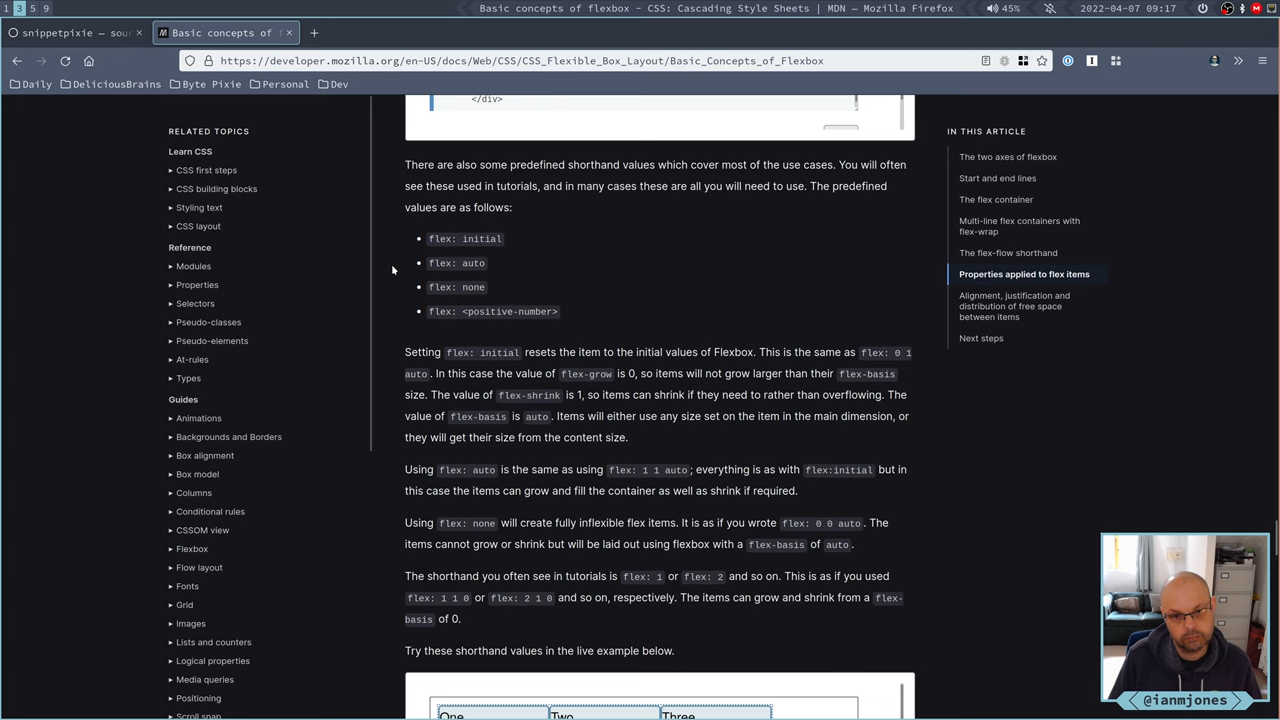 1 3 5 9
Basic concepts of flexbox - CSS: Cascading Style Sheets | MDN — Mozilla Firefox
45%
2022-04-07 09:17
snippetpixie — sour
Basic concepts of f
https://developer.mozilla.org/en-US/docs/Web/CSS/CSS_Flexible_Box_Layout/Basic_Concepts_of_Flexbox
Daily
DeliciousBrains
Byte Pixie
Personal
Dev
RELATED TOPICS
Learn CSS
CSS first steps
CSS building blocks
Styling text
CSS layout
Reference
Modules
Properties
Selectors
Pseudo-classes
Pseudo-elements
At-rules
Types
Guides
Animations
Backgrounds and Borders
Box alignment
Box model
Columns
Conditional rules
CSSOM view
Flexbox
Flow layout
Fonts
Grid
Images
Lists and counters
Logical properties
Media queries
Positioning
Scroll snap
</div>
There are also some predefined shorthand values which cover most of the use cases. You will often
see these used in tutorials, and in many cases these are all you will need to use. The predefined
values are as follows:
flex: initial
flex: auto
flex: none
flex: <positive-number>
Setting flex: initial resets the item to the initial values of Flexbox. This is the same as flex: 0 1
auto. In this case the value of flex-grow is 0, so items will not grow larger than their flex-basis
size. The value of flex-shrink is 1, so items can shrink if they need to rather than overflowing. The
value of flex-basis is auto. Items will either use any size set on the item in the main dimension, or
they will get their size from the content size.
Using flex: auto is the same as using flex: 1 1 auto; everything is as with flex:initial but in
this case the items can grow and fill the container as well as shrink if required.
Using flex: none will create fully inflexible flex items. It is as if you wrote flex: 0 0 auto. The
items cannot grow or shrink but will be laid out using flexbox with a flex-basis of auto.
The shorthand you often see in tutorials is flex: 1 or flex: 2 and so on. This is as if you used
flex: 1 1 0 or flex: 2 1 0 and so on, respectively. The items can grow and shrink from a flex-
basis of 0.
Try these shorthand values in the live example below.
One
Two
Three
IN THIS ARTICLE
The two axes of flexbox
Start and end lines
The flex container
Multi-line flex containers with
flex-wrap
The flex-flow shorthand
Properties applied to flex items
Alignment, justification and
distribution of free space
between items
Next steps
@ianmjones